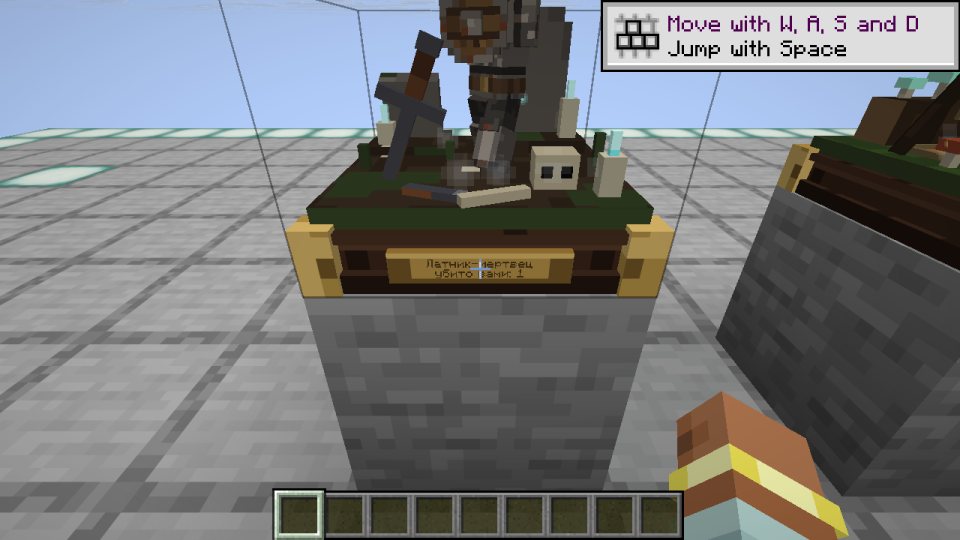 Move with W, A, S and D
Jump with Space
Латник-мертвец
убито вами: 1